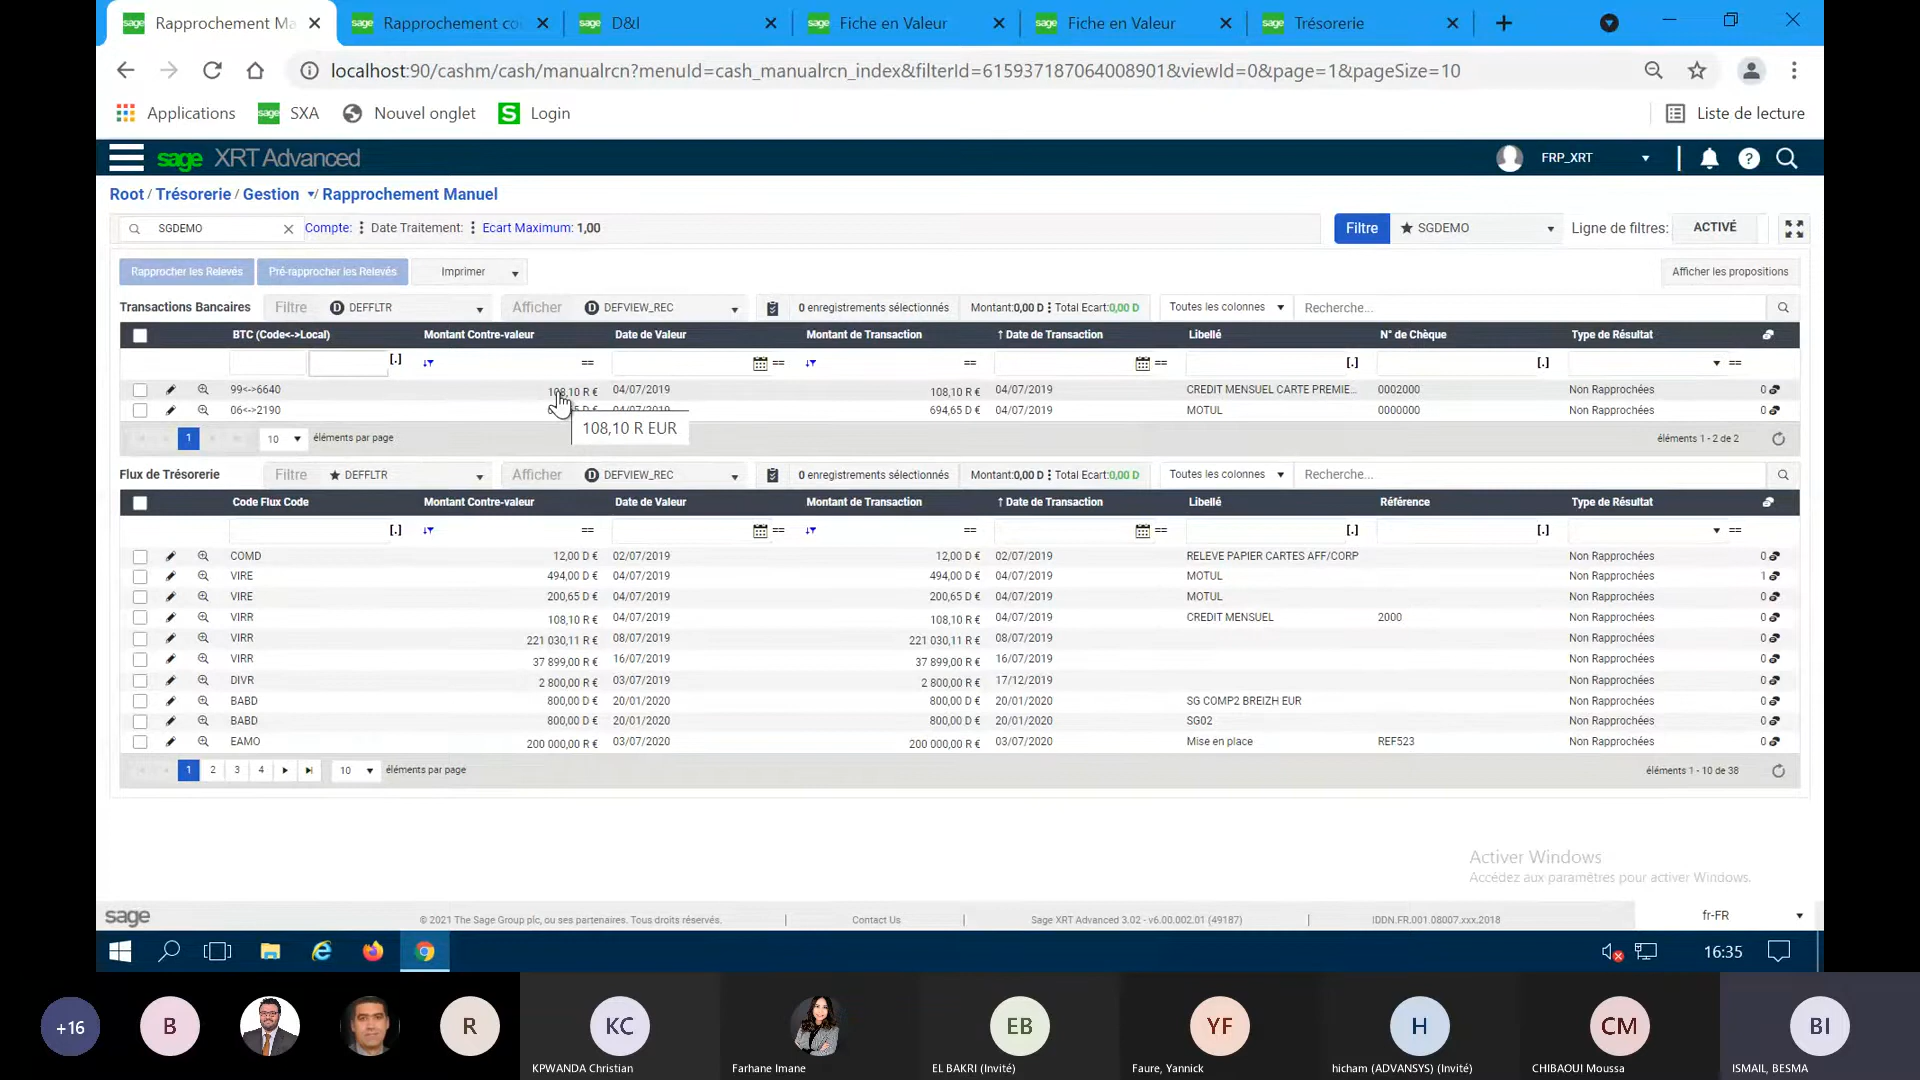 sage Rapprochement Ma
sage Rapprochement co
sage D&I
sage Fiche en Valeur
sage Fiche en Valeur
sage Trésorerie
localhost:90/cashm/cash/manualrcn?menuId=cash_manualrcn_index&filterId=615937187064008901&viewId=0&page=1&pageSize=10
Applications sage SXA Nouvel onglet S Login Liste de lecture
sage XRT Advanced FRP_XRT
Root / Trésorerie / Gestion / Rapprochement Manuel
SGDEMO Compte: Date Traitement: Ecart Maximum: 1,00 Filtre SGDEMO Ligne de filtres: ACTIVÉ
Rapprocher les Relevés Pré-rapprocher les Relevés Imprimer Afficher les propositions
Transactions Bancaires Filtre D DEFFLTR Afficher D DEFVIEW_REC 0 enregistrements sélectionnés Montant:0,00 D Total Ecart:0,00 D Toutes les colonnes Recherche...
BTC (Code<->Local) Montant Contre-valeur Date de Valeur Montant de Transaction ↑ Date de Transaction Libellé N° de Chèque Type de Résultat
[.] == == == == [.] [.] ==
99<->6640 108,10 R € 04/07/2019 108,10 R € 04/07/2019 CREDIT MENSUEL CARTE PREMIE... 0002000 Non Rapprochées 0
06<->2190 04/07/2019 694,65 D € 04/07/2019 MOTUL 0000000 Non Rapprochées 0
108,10 R EUR
1 10 éléments par page éléments 1 - 2 de 2
Flux de Trésorerie Filtre DEFFLTR Afficher D DEFVIEW_REC 0 enregistrements sélectionnés Montant:0,00 D Total Ecart:0,00 D Toutes les colonnes Recherche...
Code Flux Code Montant Contre-valeur Date de Valeur Montant de Transaction ↑ Date de Transaction Libellé Référence Type de Résultat
[.] == == == == [.] [.] ==
COMD 12,00 D € 02/07/2019 12,00 D € 02/07/2019 RELEVE PAPIER CARTES AFF/CORP Non Rapprochées 0
VIRE 494,00 D € 04/07/2019 494,00 D € 04/07/2019 MOTUL Non Rapprochées 1
VIRE 200,65 D € 04/07/2019 200,65 D € 04/07/2019 MOTUL Non Rapprochées 0
VIRR 108,10 R € 04/07/2019 108,10 R € 04/07/2019 CREDIT MENSUEL 2000 Non Rapprochées 0
VIRR 221 030,11 R € 08/07/2019 221 030,11 R € 08/07/2019 Non Rapprochées 0
VIRR 37 899,00 R € 16/07/2019 37 899,00 R € 16/07/2019 Non Rapprochées 0
DIVR 2 800,00 R € 03/07/2019 2 800,00 R € 17/12/2019 Non Rapprochées 0
BABD 800,00 D € 20/01/2020 800,00 D € 20/01/2020 SG COMP2 BREIZH EUR Non Rapprochées 0
BABD 800,00 D € 20/01/2020 800,00 D € 20/01/2020 SG02 Non Rapprochées 0
EAMO 200 000,00 R € 03/07/2020 200 000,00 R € 03/07/2020 Mise en place REF523 Non Rapprochées 0
1 2 3 4 10 éléments par page éléments 1 - 10 de 38
Activer Windows
Accédez aux paramètres pour activer Windows.
sage © 2021 The Sage Group plc, ou ses partenaires. Tous droits réservés. Contact Us Sage XRT Advanced 3.02 - v6.00.002.01 (49187) IDDN.FR.001.08007.xxx.2018 fr-FR
16:35
+16 B R KC EB YF H CM BI
KPWANDA Christian Farhane Imane EL BAKRI (Invité) Faure, Yannick hicham (ADVANSYS) (Invité) CHIBAOUI Moussa ISMAIL, BESMA